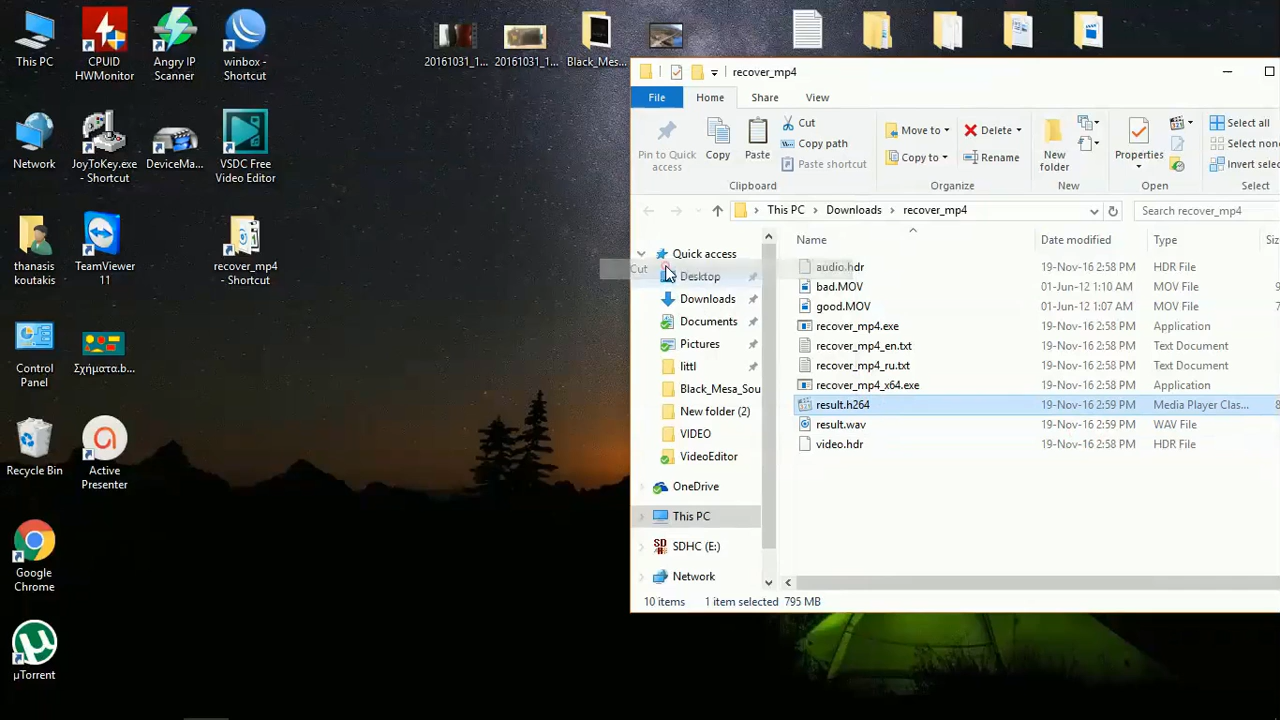 This PC
CPUID
HWMonitor
Angry IP
Scanner
winbox -
Shortcut
20161031_1...
20161031_1...
Black_Mes...
Network
JoyToKey.exe
- Shortcut
DeviceMa...
VSDC Free
Video Editor
thanasis
koutakis
TeamViewer
11
recover_mp4
- Shortcut
Control
Panel
Σχήματα.b...
Recycle Bin
Active
Presenter
Google
Chrome
µTorrent
recover_mp4
File
Home
Share
View
Pin to Quick
access
Copy
Paste
Cut
Copy path
Paste shortcut
Clipboard
Move to
Copy to
Delete
Rename
Organize
New
folder
New
Properties
Open
Select all
Select none
Invert selec
Select
This PC
Downloads
recover_mp4
Search recover_mp4
Quick access
Cut
Desktop
Downloads
Documents
Pictures
littl
Black_Mesa_Sou
New folder (2)
VIDEO
VideoEditor
OneDrive
This PC
SD
SDHC (E:)
Network
Name Date modified Type Siz
audio.hdr 19-Nov-16 2:58 PM HDR File
bad.MOV 01-Jun-12 1:10 AM MOV File
good.MOV 01-Jun-12 1:07 AM MOV File
recover_mp4.exe 19-Nov-16 2:58 PM Application
recover_mp4_en.txt 19-Nov-16 2:58 PM Text Document
recover_mp4_ru.txt 19-Nov-16 2:58 PM Text Document
recover_mp4_x64.exe 19-Nov-16 2:58 PM Application
result.h264 19-Nov-16 2:59 PM Media Player Clas... 8
result.wav 19-Nov-16 2:59 PM WAV File
video.hdr 19-Nov-16 2:58 PM HDR File
10 items 1 item selected 795 MB